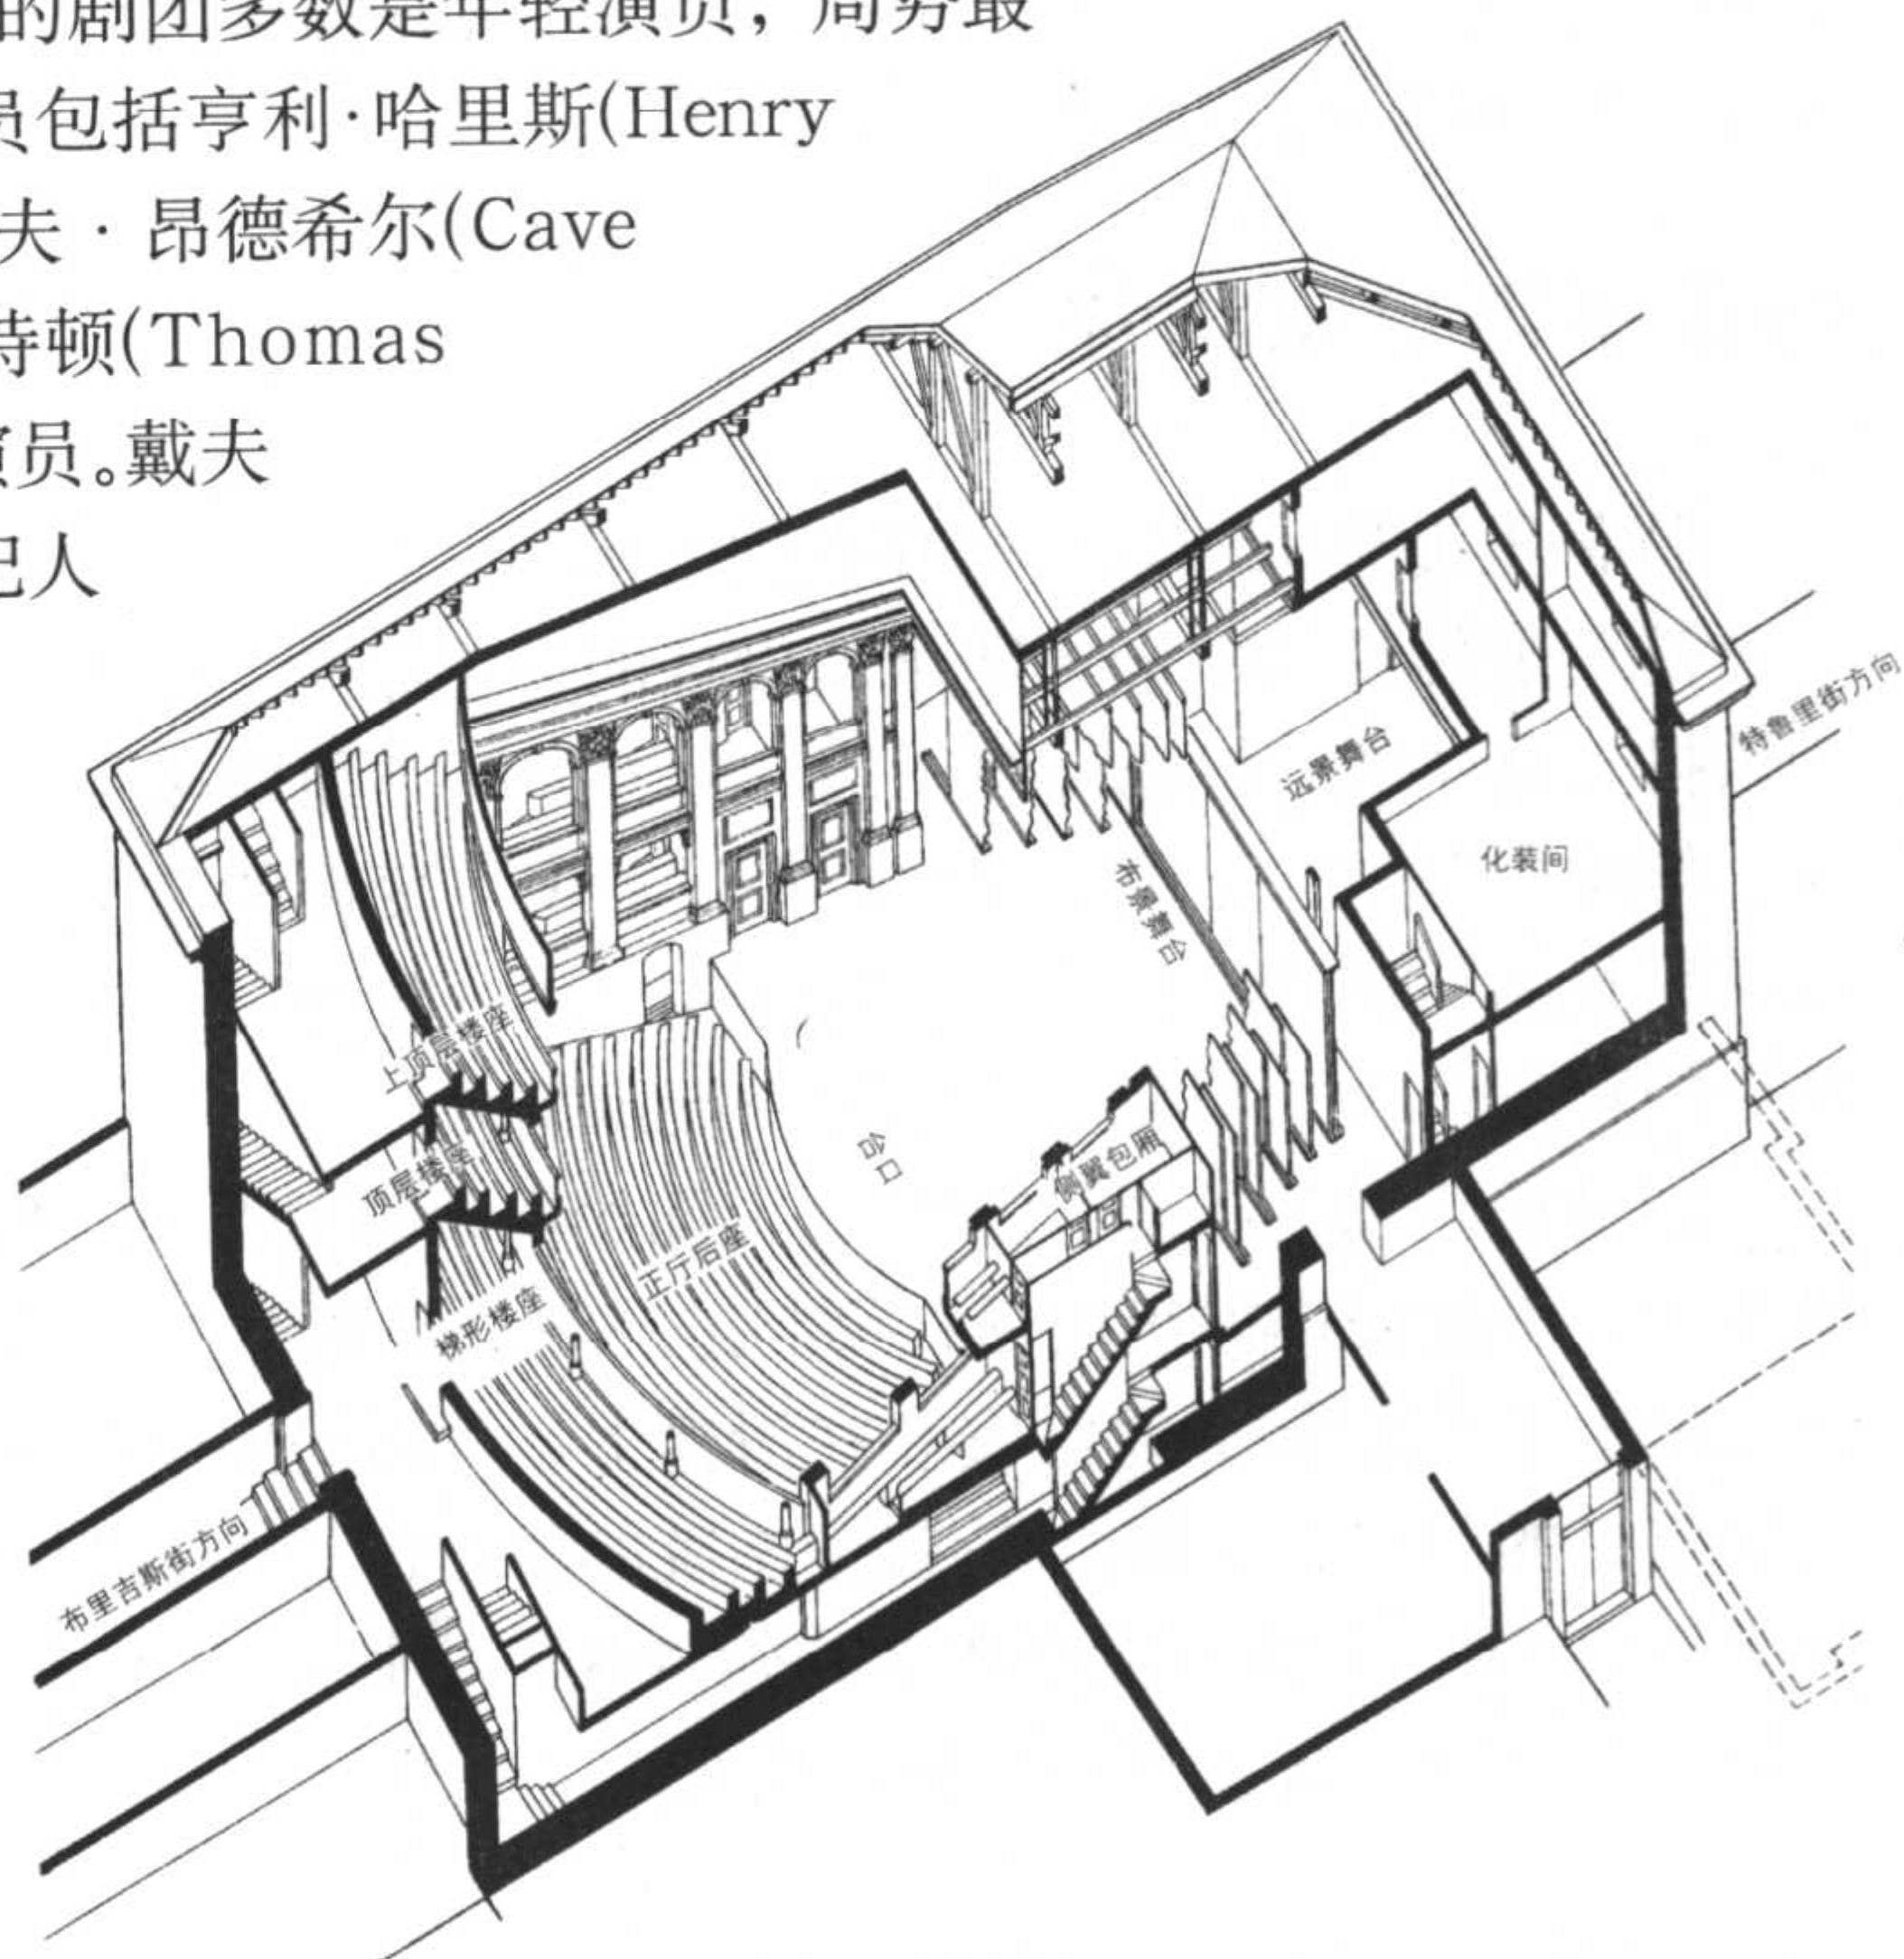 的剧团多数是年轻演员，周劳最
员包括亨利·哈里斯(Henry
夫·昂德希尔(Cave
特顿(Thomas
演员。戴夫
纪人
特鲁里街方向
远景舞台
化装间
布景舞台
上顶层楼座
台口
侧翼包厢
顶层楼座
正厅后座
梯形楼座
布里吉斯街方向